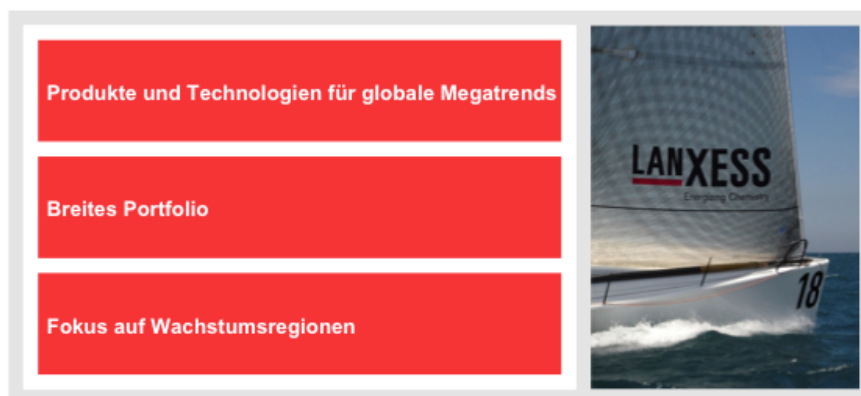 Produkte und Technologien für globale Megatrends
Breites Portfolio
Fokus auf Wachstumsregionen
LANXESS
Energizing Chemistry
18